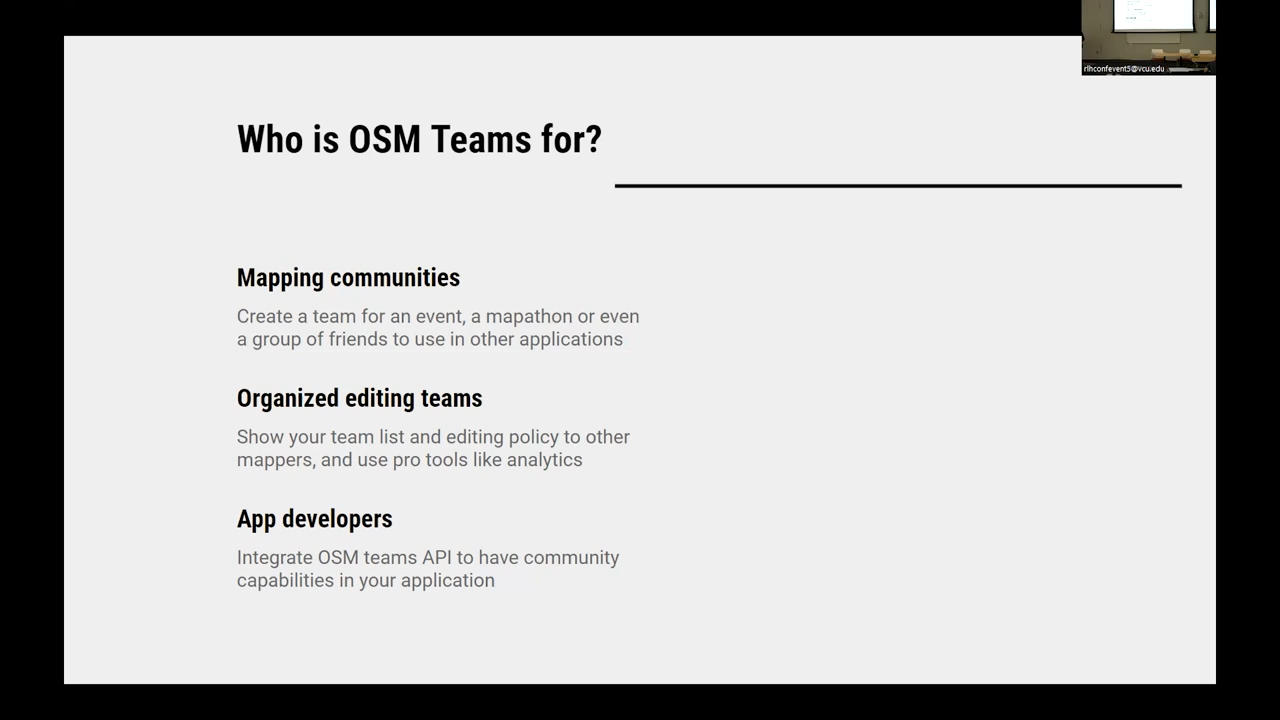 rlhconfevent5@vcu.edu
Who is OSM Teams for?
Mapping communities
Create a team for an event, a mapathon or even
a group of friends to use in other applications
Organized editing teams
Show your team list and editing policy to other
mappers, and use pro tools like analytics
App developers
Integrate OSM teams API to have community
capabilities in your application